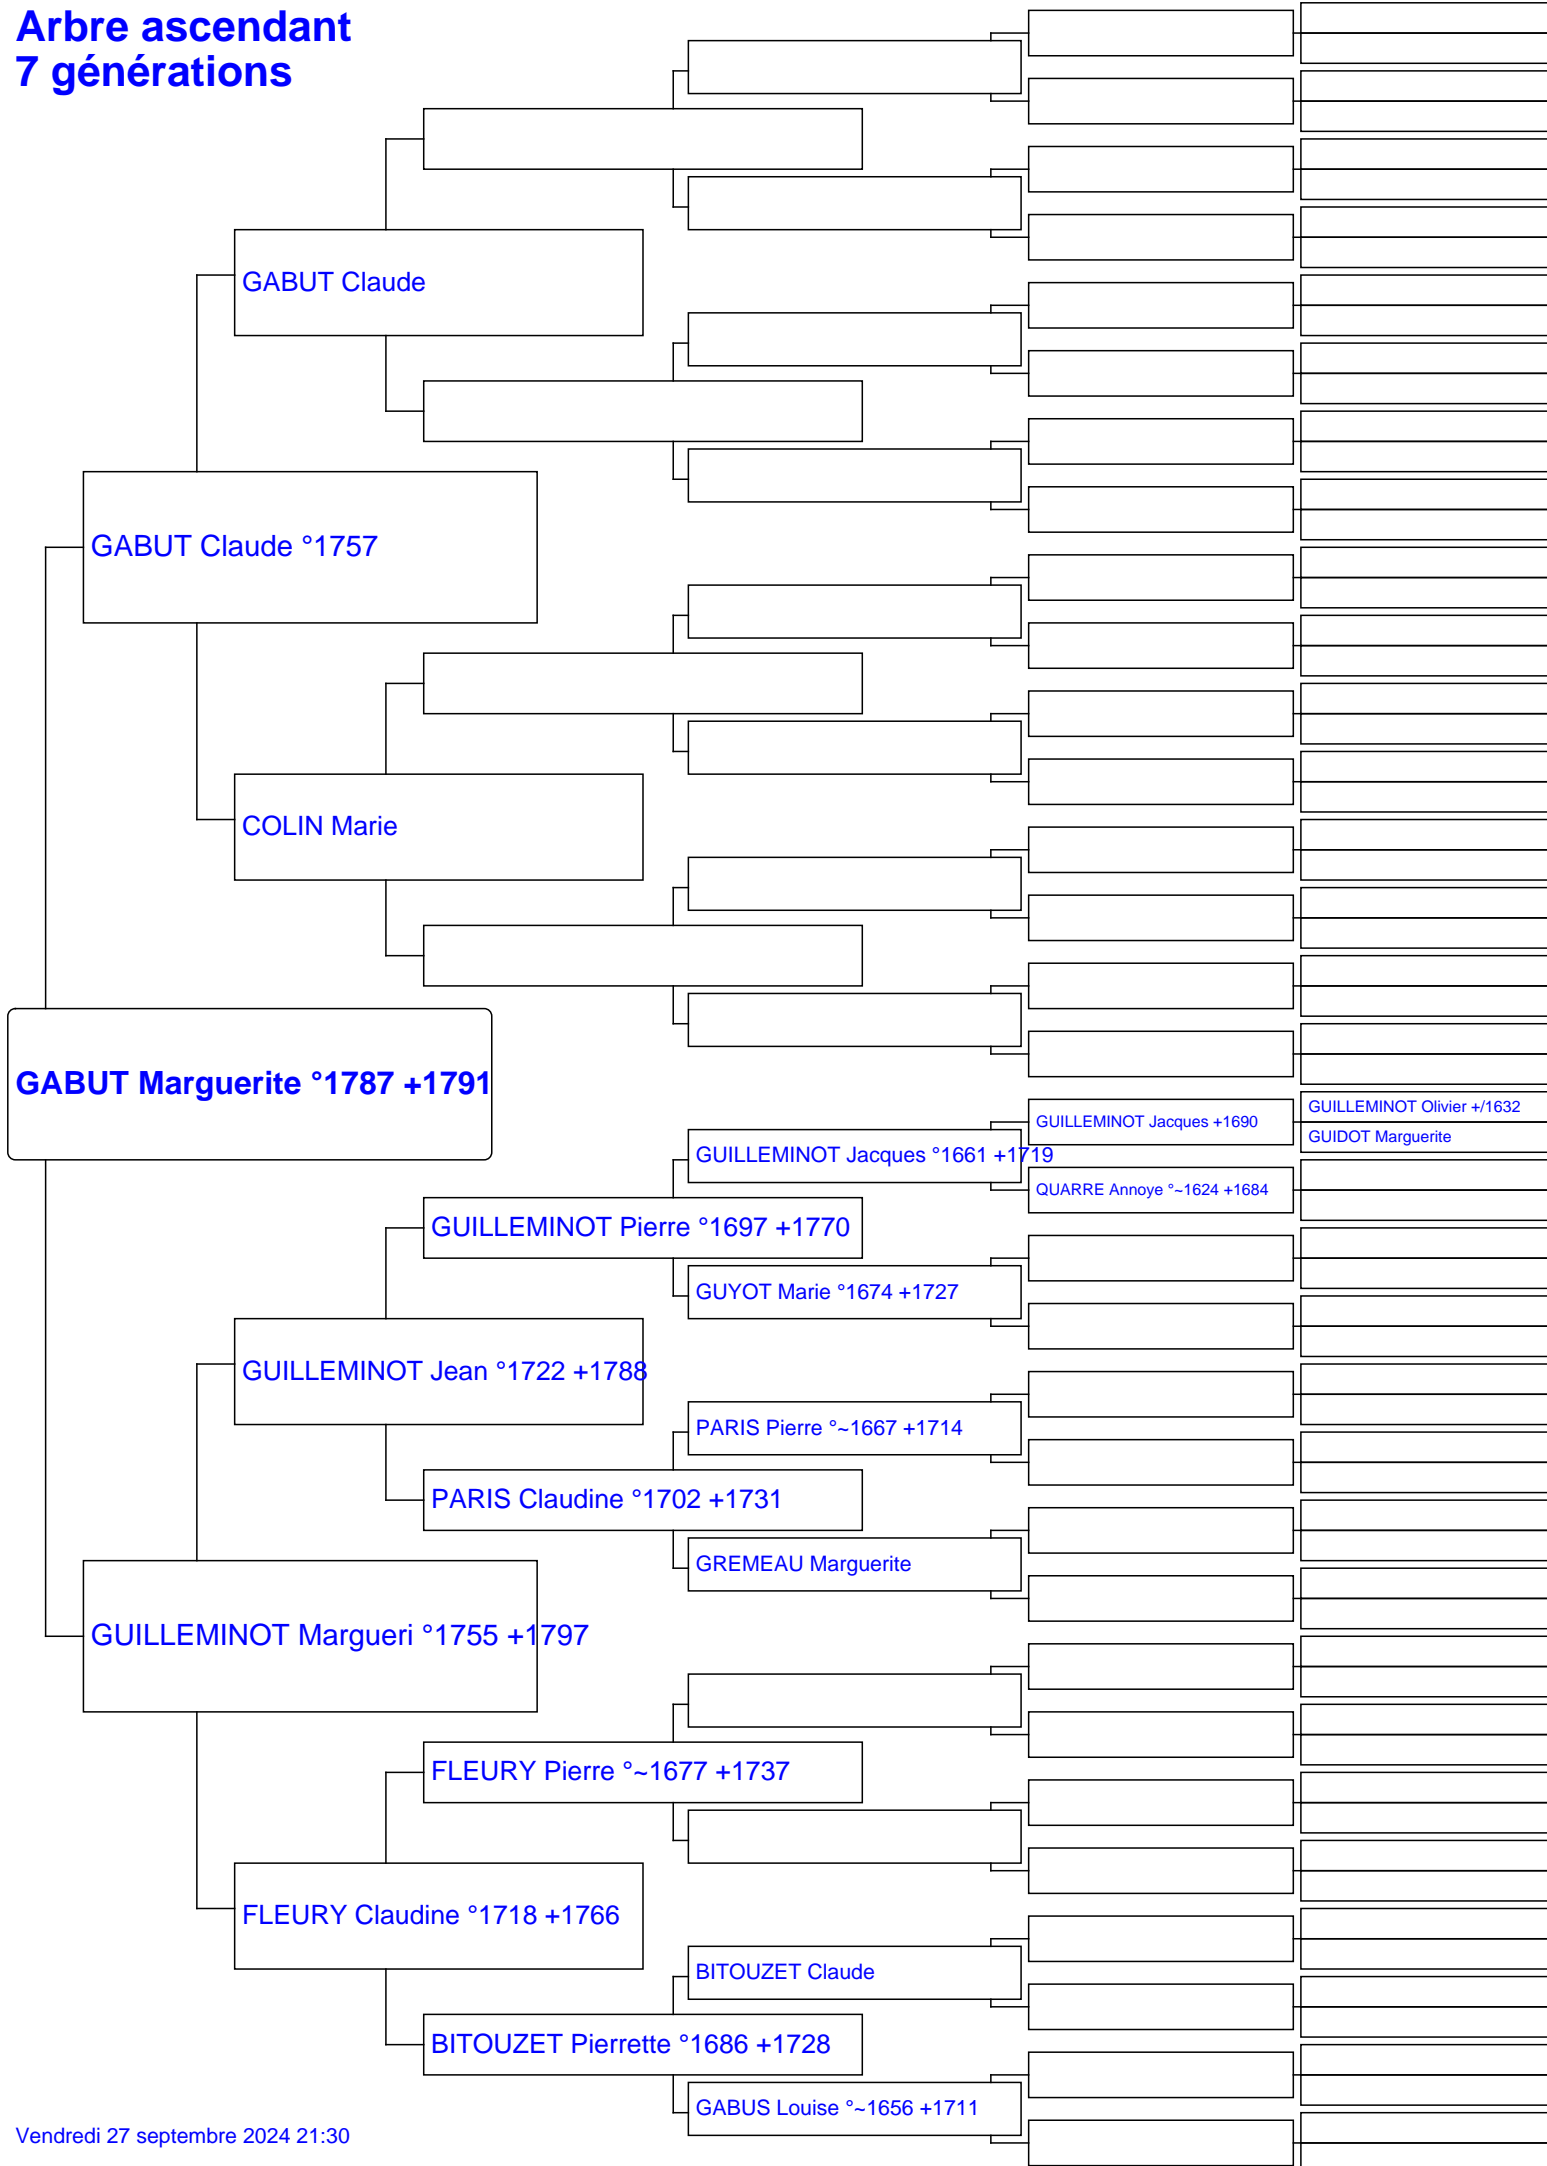 Arbre ascendant
7 générations
GABUT Claude
GABUT Claude °1757
COLIN Marie
GABUT Marguerite °1787 +1791
GUILLEMINOT Jacques +1690
GUILLEMINOT Olivier +/1632
GUIDOT Marguerite
GUILLEMINOT Jacques °1661 +1719
QUARRE Annoye °~1624 +1684
GUILLEMINOT Pierre °1697 +1770
GUYOT Marie °1674 +1727
GUILLEMINOT Jean °1722 +1788
PARIS Pierre °~1667 +1714
PARIS Claudine °1702 +1731
GREMEAU Marguerite
GUILLEMINOT Margueri °1755 +1797
FLEURY Pierre °~1677 +1737
FLEURY Claudine °1718 +1766
BITOUZET Claude
BITOUZET Pierrette °1686 +1728
GABUS Louise °~1656 +1711
Vendredi 27 septembre 2024 21:30